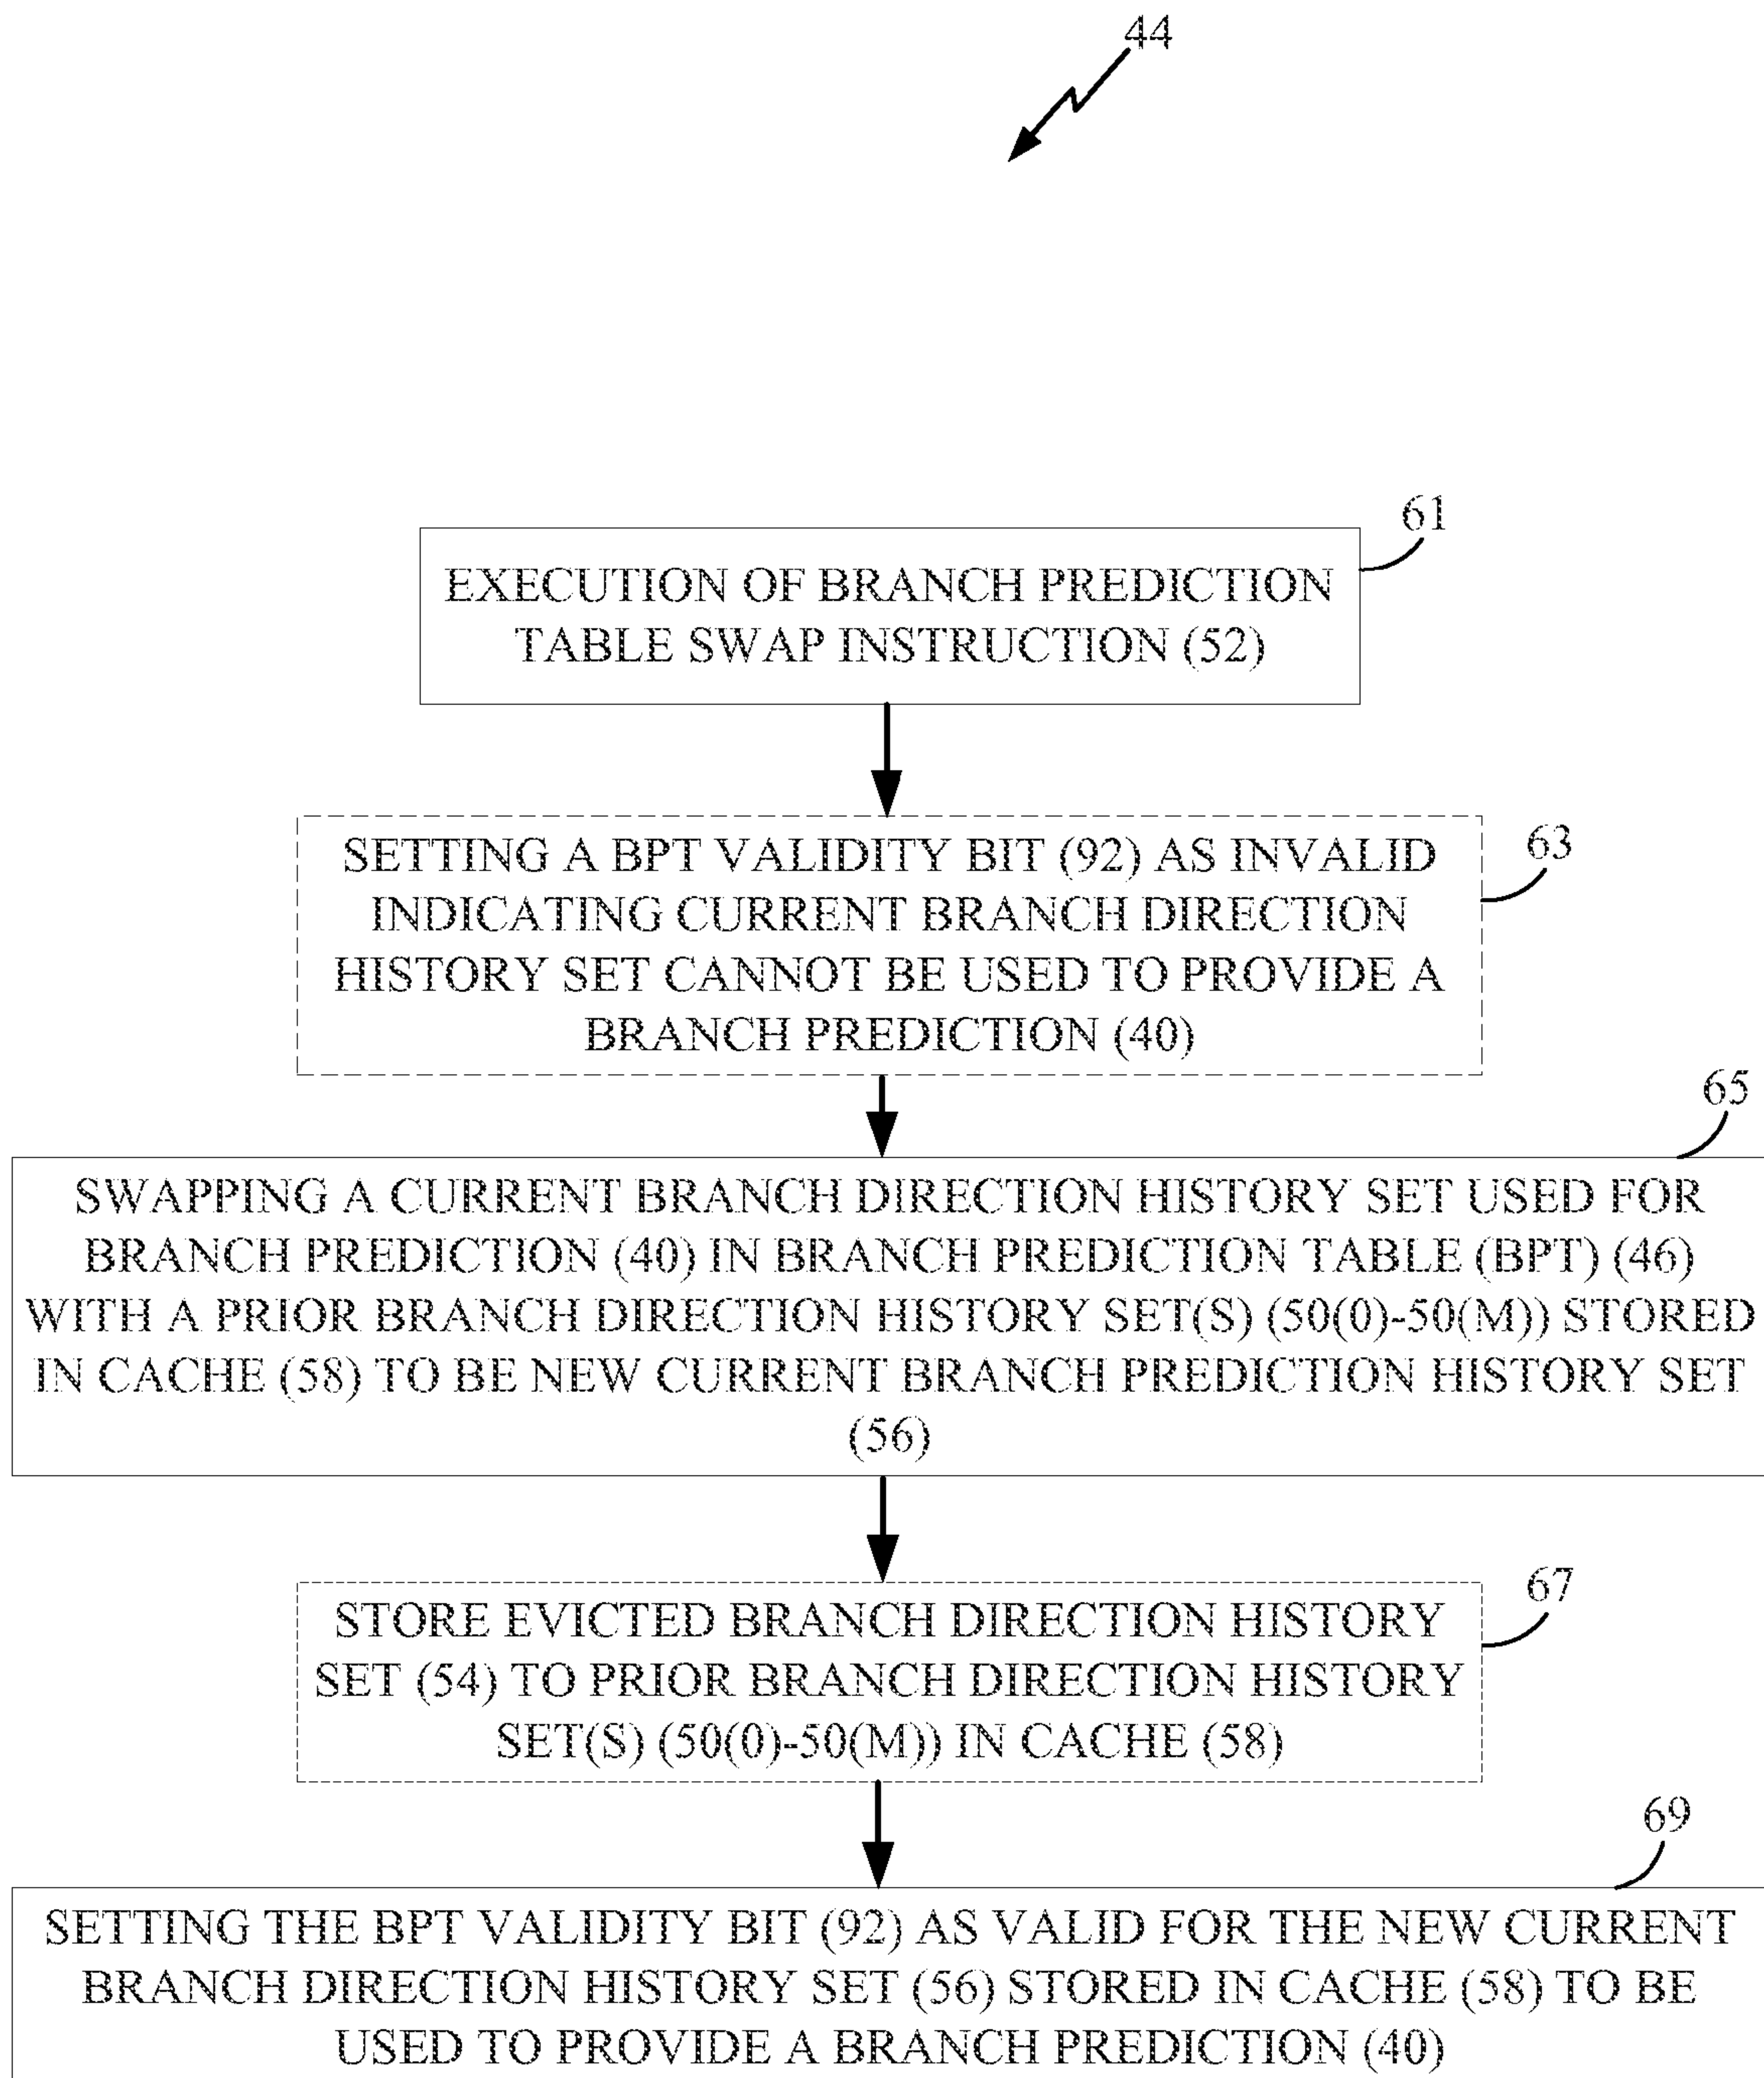 44
61
EXECUTION OF BRANCH PREDICTION
TABLE SWAP INSTRUCTION (52)
63
SETTING A BPT VALIDITY BIT (92) AS INVALID
INDICATING CURRENT BRANCH DIRECTION
HISTORY SET CANNOT BE USED TO PROVIDE A
BRANCH PREDICTION (40)
65
SWAPPING A CURRENT BRANCH DIRECTION HISTORY SET USED FOR
BRANCH PREDICTION (40) IN BRANCH PREDICTION TABLE (BPT) (46)
WITH A PRIOR BRANCH DIRECTION HISTORY SET(S) (50(0)-50(M)) STORED
IN CACHE (58) TO BE NEW CURRENT BRANCH PREDICTION HISTORY SET
(56)
67
STORE EVICTED BRANCH DIRECTION HISTORY
SET (54) TO PRIOR BRANCH DIRECTION HISTORY
SET(S) (50(0)-50(M)) IN CACHE (58)
69
SETTING THE BPT VALIDITY BIT (92) AS VALID FOR THE NEW CURRENT
BRANCH DIRECTION HISTORY SET (56) STORED IN CACHE (58) TO BE
USED TO PROVIDE A BRANCH PREDICTION (40)